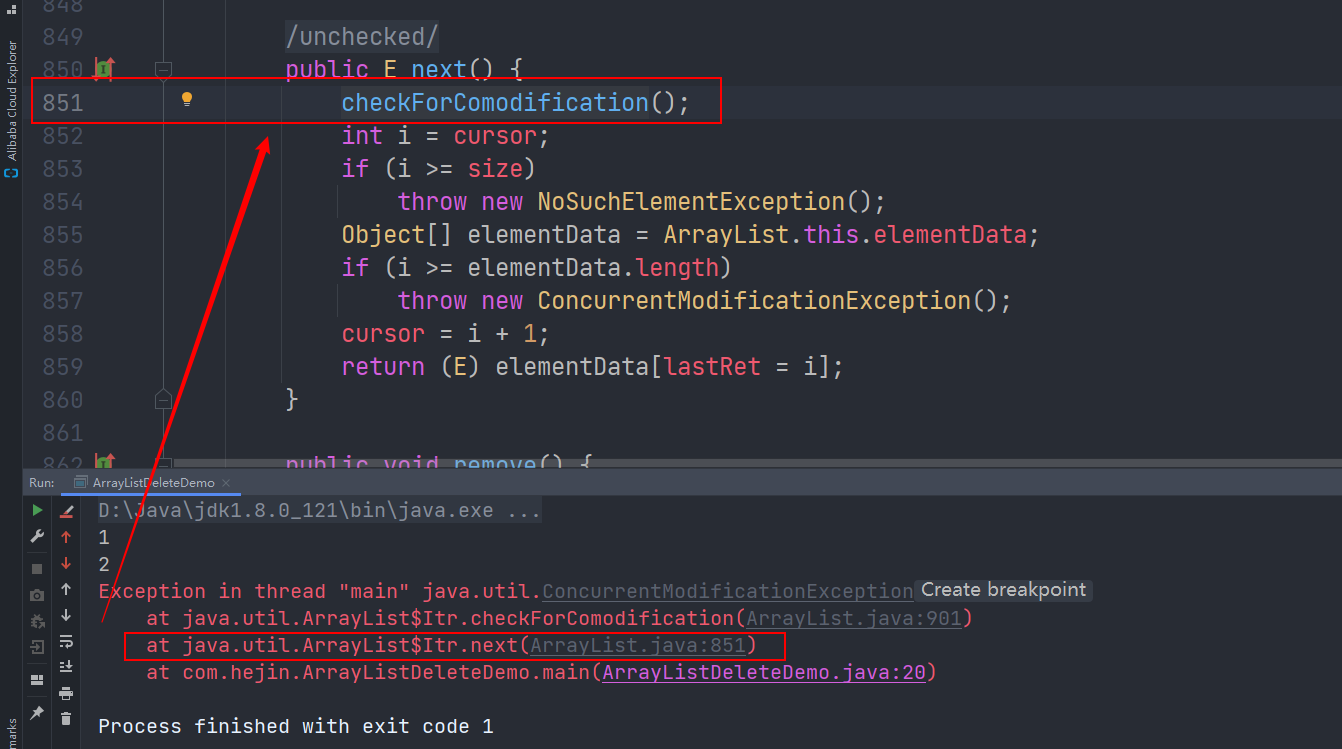 Alibaba Cloud Explorer
848
849 /unchecked/
850 public E next() {
851 checkForComodification();
852 int i = cursor;
853 if (i >= size)
854 throw new NoSuchElementException();
855 Object[] elementData = ArrayList.this.elementData;
856 if (i >= elementData.length)
857 throw new ConcurrentModificationException();
858 cursor = i + 1;
859 return (E) elementData[lastRet = i];
860 }
861
862 public void remove() {
Run: ArrayListDeleteDemo
D:\Java\jdk1.8.0_121\bin\java.exe ...
1
2
Exception in thread "main" java.util.ConcurrentModificationException Create breakpoint
at java.util.ArrayList$Itr.checkForComodification(ArrayList.java:901)
at java.util.ArrayList$Itr.next(ArrayList.java:851)
at com.hejin.ArrayListDeleteDemo.main(ArrayListDeleteDemo.java:20)
Process finished with exit code 1
marks